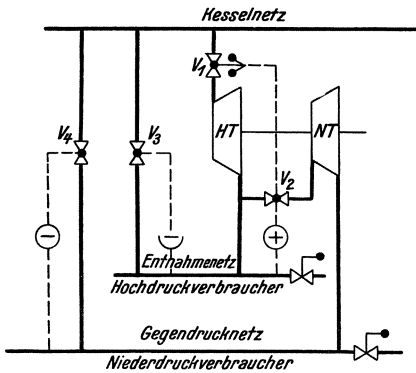 Kesselnetz
V1
V4
V3
HT
NT
V2
−
+
Entnahmenetz
Hochdruckverbraucher
Gegendrucknetz
Niederdruckverbraucher